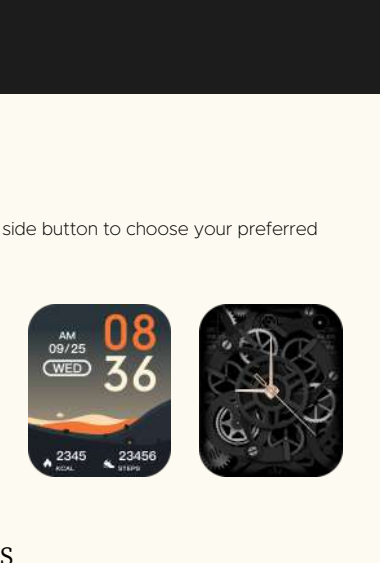 side button to choose your preferred
AM
09/25
WED
08
36
2345
KCAL
23456
STEPS
S